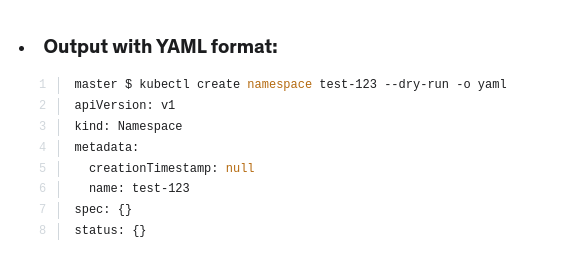 • Output with YAML format:
1 master $ kubectl create namespace test-123 --dry-run -o yaml
2 apiVersion: v1
3 kind: Namespace
4 metadata:
5   creationTimestamp: null
6   name: test-123
7 spec: {}
8 status: {}